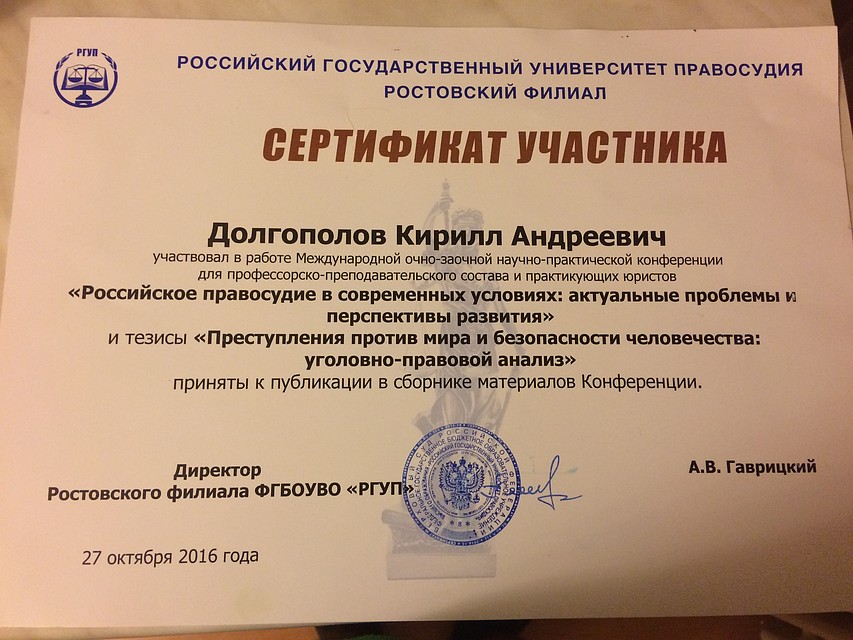 РГУП
РОССИЙСКИЙ ГОСУДАРСТВЕННЫЙ УНИВЕРСИТЕТ ПРАВОСУДИЯ
РОСТОВСКИЙ ФИЛИАЛ
СЕРТИФИКАТ УЧАСТНИКА
Долгополов Кирилл Андреевич
участвовал в работе Международной очно-заочной научно-практической конференции
для профессорско-преподавательского состава и практикующих юристов
«Российское правосудие в современных условиях: актуальные проблемы и
перспективы развития»
и тезисы «Преступления против мира и безопасности человечества:
уголовно-правовой анализ»
приняты к публикации в сборнике материалов Конференции.
Директор
Ростовского филиала ФГБОУВО «РГУП»
А.В. Гаврицкий
27 октября 2016 года